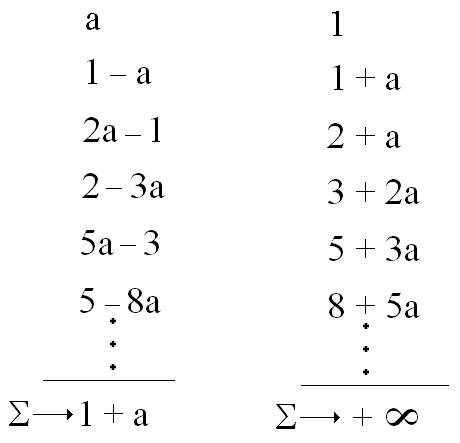 a
1 – a
2a – 1
2 – 3a
5a – 3
5 – 8a
Σ → 1 + a
1
1 + a
2 + a
3 + 2a
5 + 3a
8 + 5a
Σ → + ∞